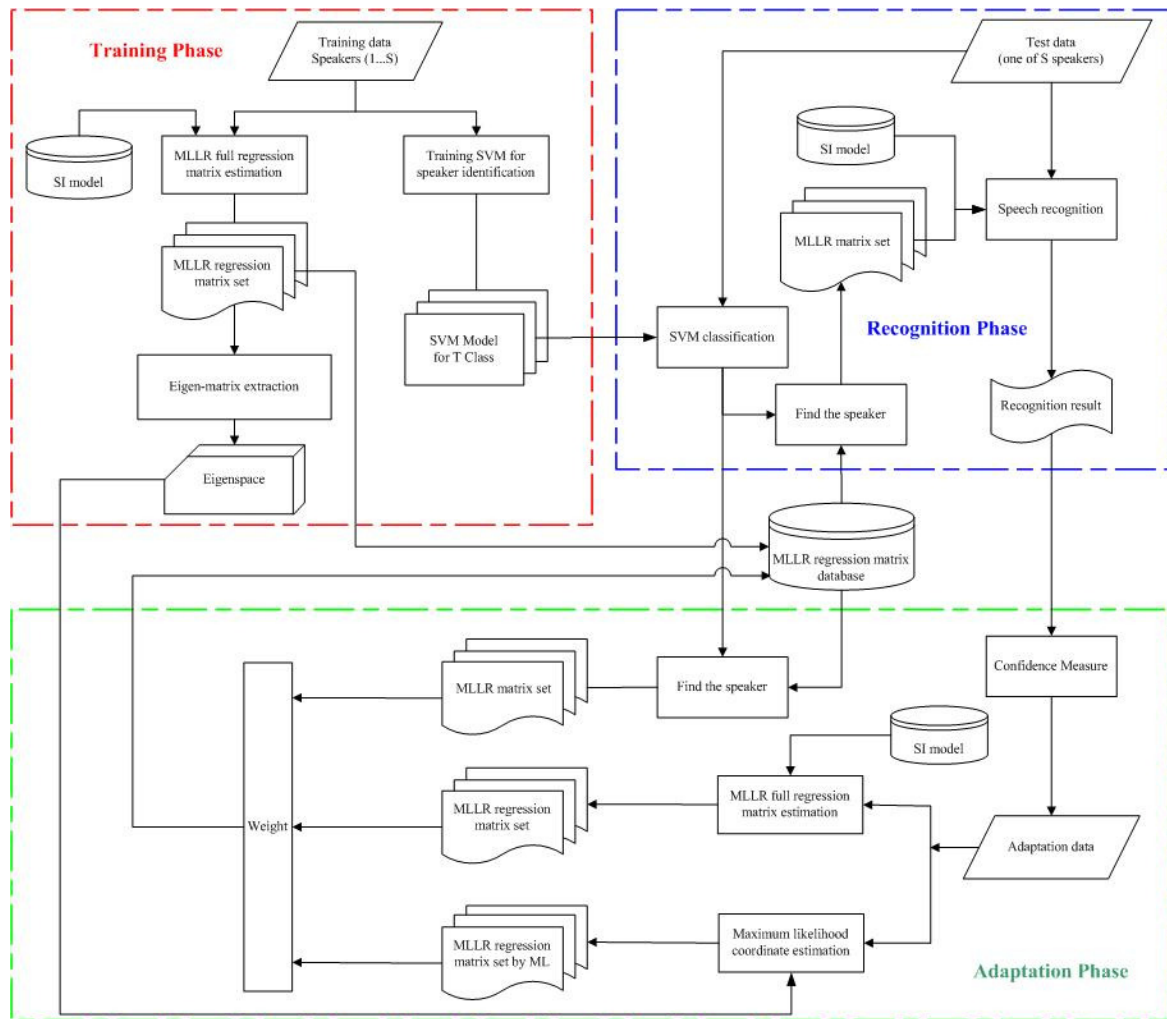 Training Phase
Training data
Speakers (1...S)
SI model
MLLR full regression
matrix estimation
Training SVM for
speaker identification
MLLR regression
matrix set
SVM Model
for T Class
Eigen-matrix extraction
Eigenspace
Test data
(one of S speakers)
SI model
MLLR matrix set
Speech recognition
SVM classification
Recognition Phase
Find the speaker
Recognition result
MLLR regression matrix
database
Weight
MLLR matrix set
Find the speaker
Confidence Measure
SI model
MLLR regression
matrix set
MLLR full regression
matrix estimation
Adaptation data
MLLR regression
matrix set by ML
Maximum likelihood
coordinate estimation
Adaptation Phase